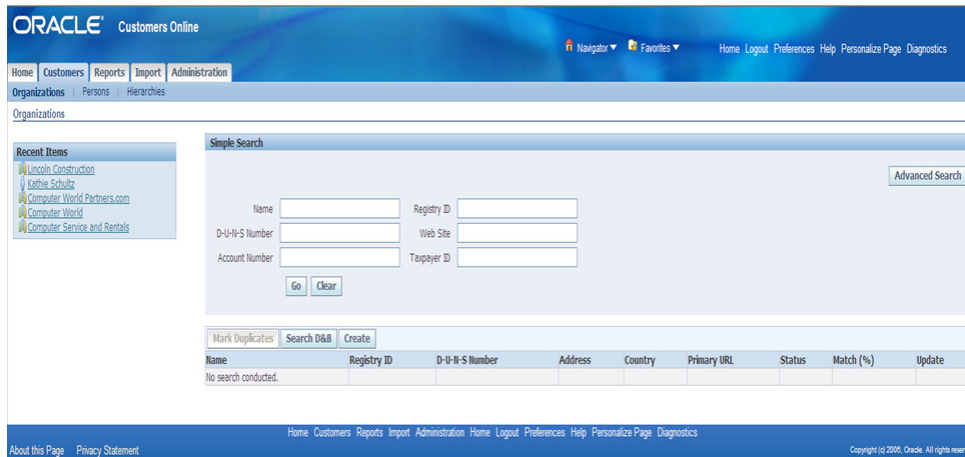 ORACLE® Customers Online
Navigator Favorites Home Logout Preferences Help Personalize Page Diagnostics
Home Customers Reports Import Administration
Organizations | Persons | Hierarchies
Organizations
Recent Items
Lincoln Construction
Kathie Schultz
Computer World Partners.com
Computer World
Computer Service and Rentals
Simple Search
Advanced Search
Name
Registry ID
D-U-N-S Number
Web Site
Account Number
Taxpayer ID
Go Clear
Mark Duplicates Search D&B Create
Name Registry ID D-U-N-S Number Address Country Primary URL Status Match (%) Update
No search conducted.
Home Customers Reports Import Administration Home Logout Preferences Help Personalize Page Diagnostics
About this Page Privacy Statement
Copyright (c) 2006, Oracle. All rights reser